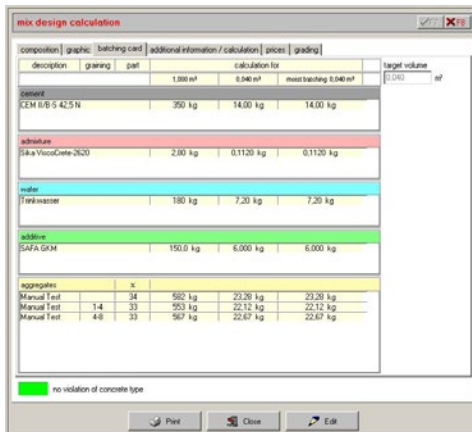 mix design calculation
F8
composition graphic batching card additional information / calculation prices grading
description graining part calculation for target volume
1,000 m³ 0,040 m³ moist batching 0,040 m³ 0,040 m³
cement
CEM II/B-S 42,5 N 350 kg 14,00 kg 14,00 kg
admixture
Sika ViscoCrete-2620 2,80 kg 0,1120 kg 0,1120 kg
water
Trinkwasser 180 kg 7,20 kg 7,20 kg
additive
SAFA GKM 150,0 kg 6,000 kg 6,000 kg
aggregates %
Manual Test 34 582 kg 23,28 kg 23,28 kg
Manual Test 1-4 33 553 kg 22,12 kg 22,12 kg
Manual Test 4-8 33 567 kg 22,67 kg 22,67 kg
no violation of concrete type
Print Close Edit